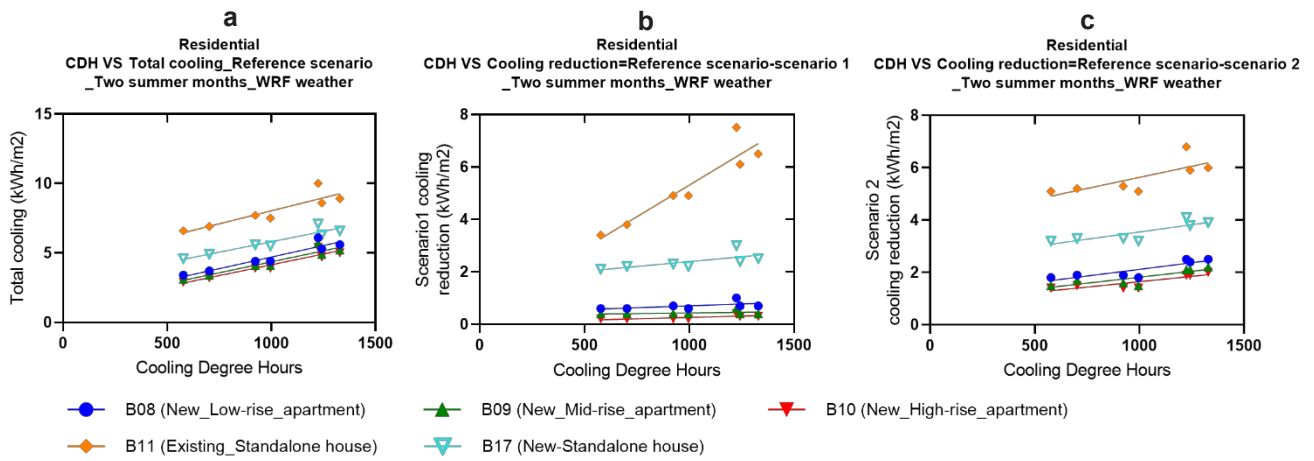 a
Residential
CDH VS Total cooling_Reference scenario
_Two summer months_WRF weather
15
10
5
0
Total cooling (kWh/m2)
0
500
1000
1500
Cooling Degree Hours
b
Residential
CDH VS Cooling reduction=Reference scenario-scenario 1
_Two summer months_WRF weather
8
6
4
2
0
Scenario1 cooling
reduction (kWh/m2)
0
500
1000
1500
Cooling Degree Hours
c
Residential
CDH VS Cooling reduction=Reference scenario-scenario 2
_Two summer months_WRF weather
8
6
4
2
0
Scenario 2
cooling reduction (kWh/m2)
0
500
1000
1500
Cooling Degree Hours
B08 (New_Low-rise_apartment)
B09 (New_Mid-rise_apartment)
B10 (New_High-rise_apartment)
B11 (Existing_Standalone house)
B17 (New-Standalone house)